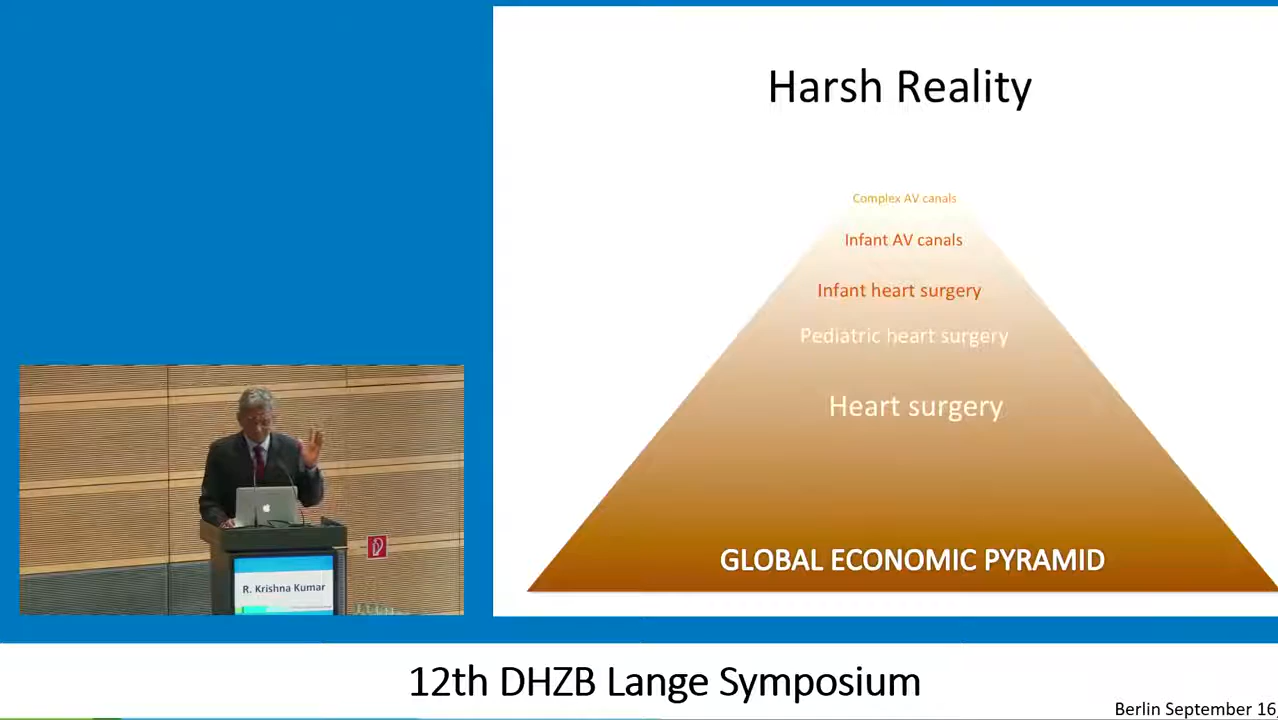 Harsh Reality
Complex AV canals
Infant AV canals
Infant heart surgery
Pediatric heart surgery
Heart surgery
GLOBAL ECONOMIC PYRAMID
R. Krishna Kumar
12th DHZB Lange Symposium
Berlin September 16